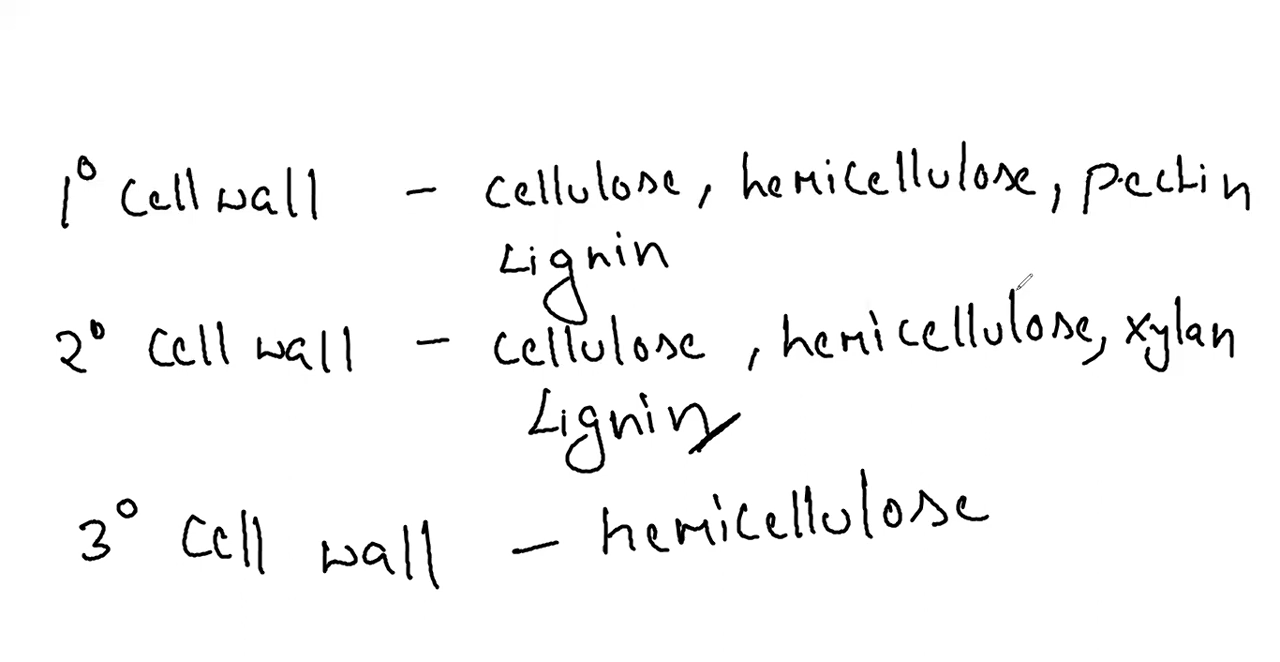 1° Cell wall - cellulose, hemicellulose, pectin
Lignin
2° Cell wall - cellulose, hemicellulose, xylan
Lignin
3° Cell wall - hemicellulose